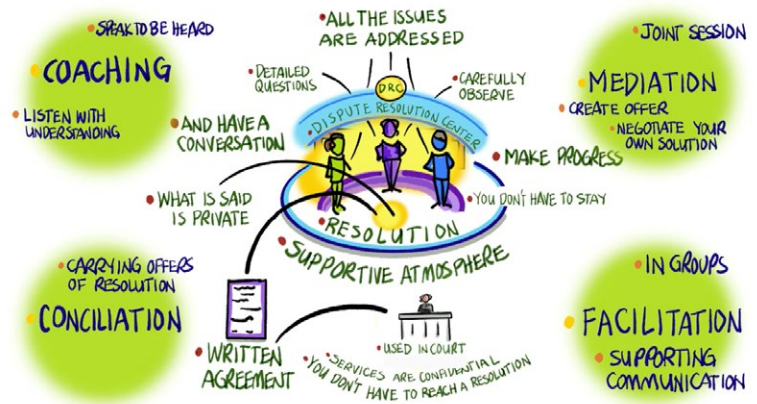 SPEAK TO BE HEARD
COACHING
LISTEN WITH
UNDERSTANDING
ALL THE ISSUES
ARE ADDRESSED
DETAILED
QUESTIONS
D.R.C
CAREFULLY
OBSERVE
DISPUTE RESOLUTION CENTER
AND HAVE A
CONVERSATION
MAKE PROGRESS
WHAT IS SAID
IS PRIVATE
YOU DON'T HAVE TO STAY
RESOLUTION
SUPPORTIVE ATMOSPHERE
JOINT SESSION
MEDIATION
CREATE OFFER
NEGOTIATE YOUR
OWN SOLUTION
CARRYING OFFERS
OF RESOLUTION
CONCILIATION
WRITTEN
AGREEMENT
USED IN COURT
SERVICES ARE CONFIDENTIAL
YOU DON'T HAVE TO REACH A RESOLUTION
IN GROUPS
FACILITATION
SUPPORTING
COMMUNICATION